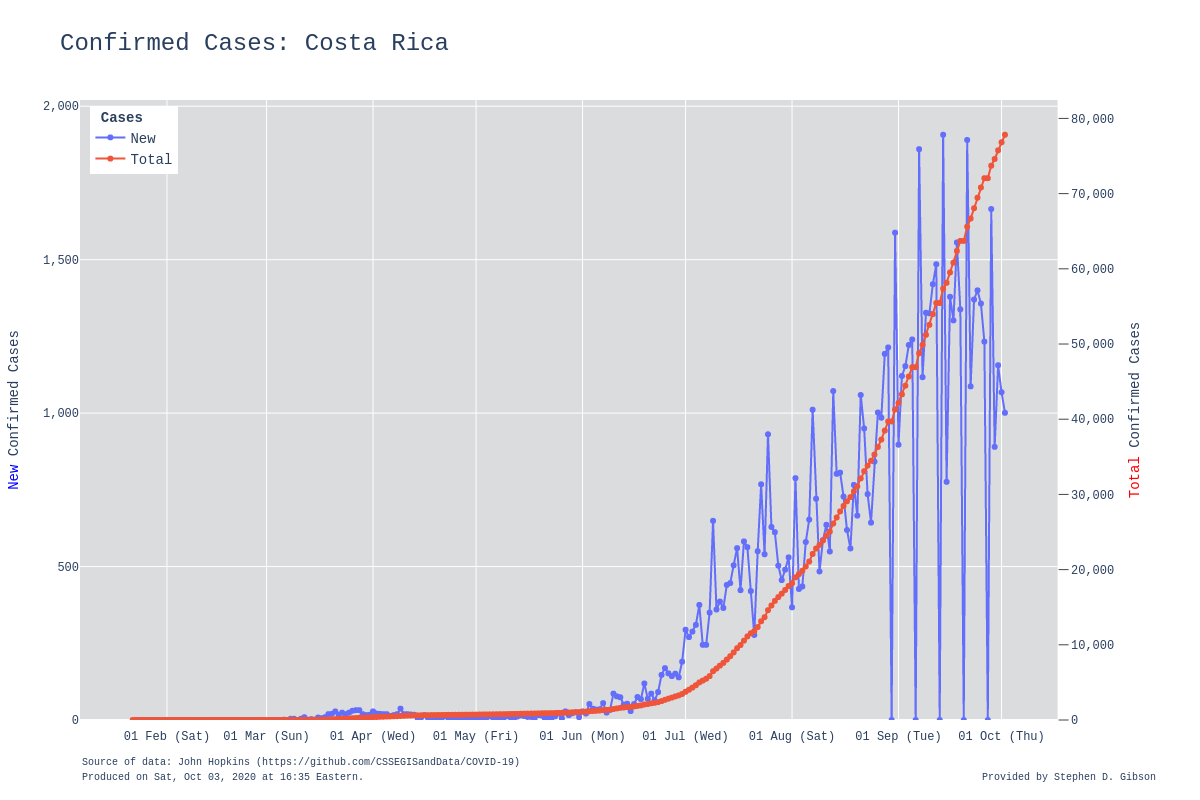 Confirmed Cases: Costa Rica
Cases
New
Total
2,000
1,500
1,000
500
0
80,000
70,000
60,000
50,000
40,000
30,000
20,000
10,000
0
New Confirmed Cases
Total Confirmed Cases
01 Feb (Sat)
01 Mar (Sun)
01 Apr (Wed)
01 May (Fri)
01 Jun (Mon)
01 Jul (Wed)
01 Aug (Sat)
01 Sep (Tue)
01 Oct (Thu)
Source of data: John Hopkins (https://github.com/CSSEGISandData/COVID-19)
Produced on Sat, Oct 03, 2020 at 16:35 Eastern.
Provided by Stephen D. Gibson